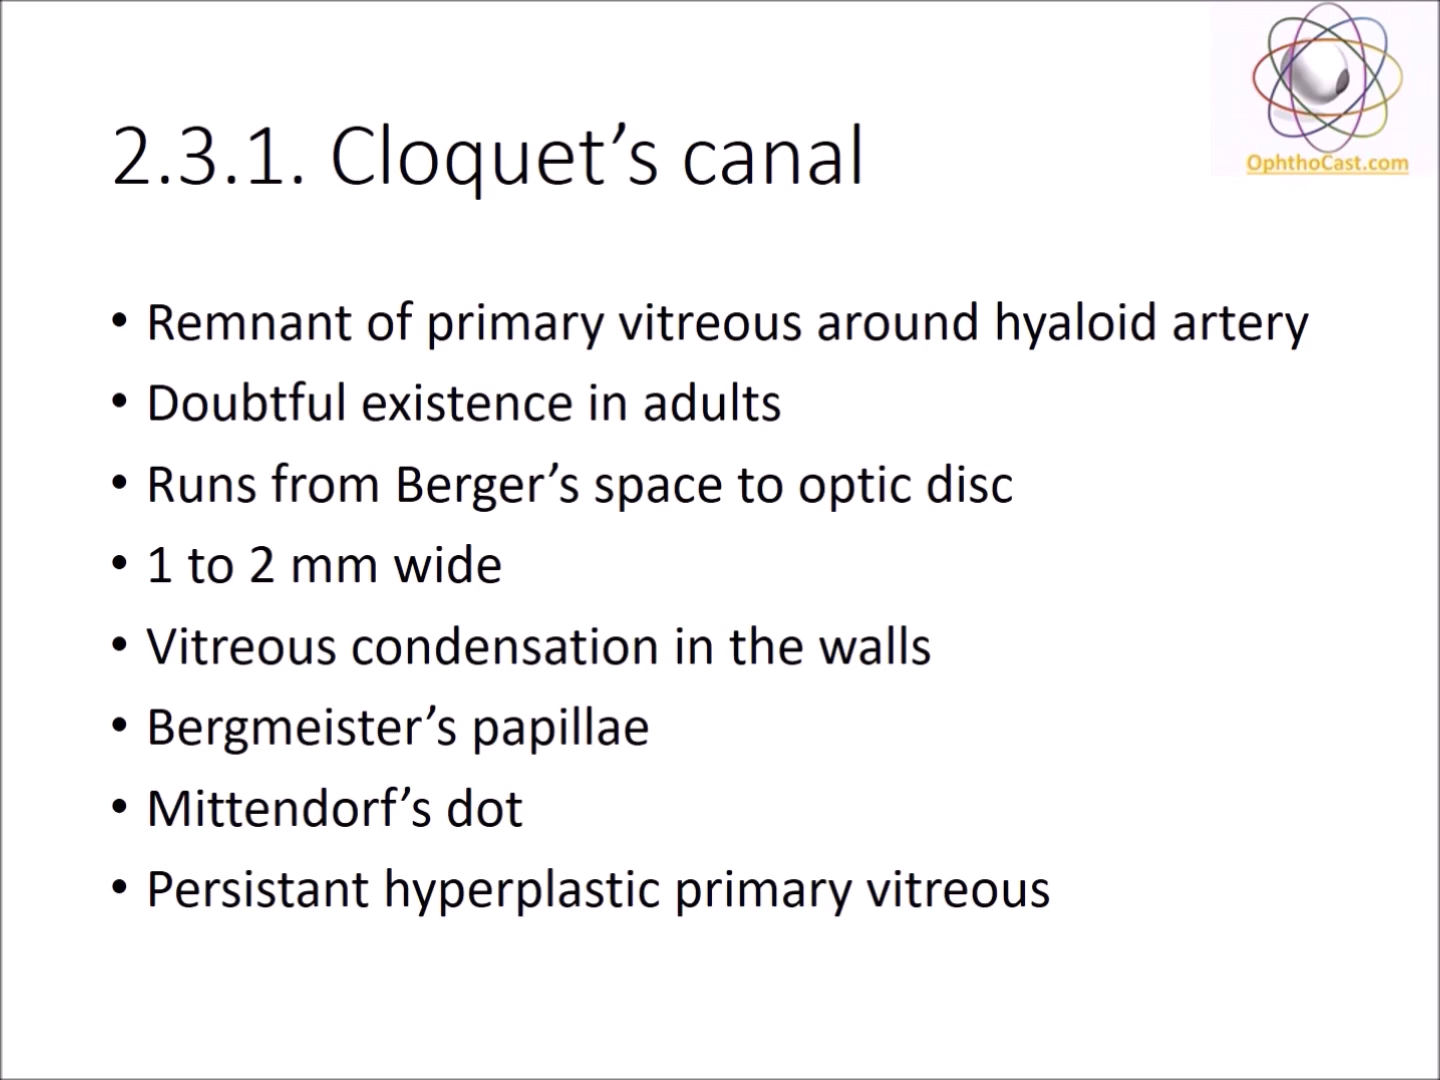 OphthoCast.com
2.3.1. Cloquet’s canal
• Remnant of primary vitreous around hyaloid artery
• Doubtful existence in adults
• Runs from Berger’s space to optic disc
• 1 to 2 mm wide
• Vitreous condensation in the walls
• Bergmeister’s papillae
• Mittendorf’s dot
• Persistant hyperplastic primary vitreous